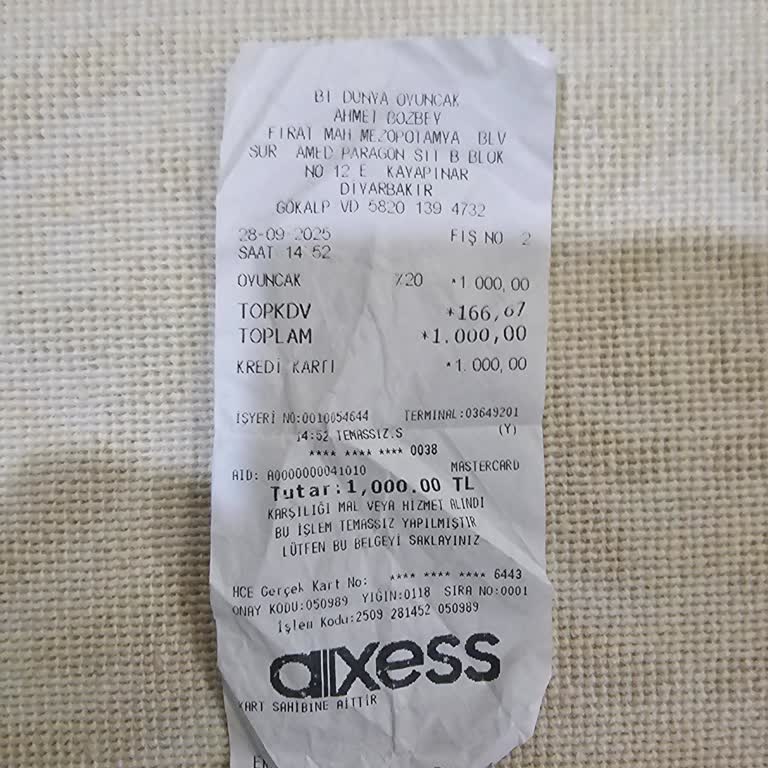 BI DUNYA OYUNCAK
AHMET BOZBEY
FIRAT MAH MEZOPOTAMYA BLV
SUR AMED PARAGON SIT B BLOK
NO 12 E KAYAPINAR
DİYARBAKIR
GÖKALP VD 5820 139 4732
28-09-2025 FİŞ NO 2
SAAT 14 52
OYUNCAK %20 *1 000,00
TOPKDV *166,67
TOPLAM *1.000,00
KREDİ KARTI *1.000,00
İŞYERİ NO:0010054644 TERMINAL:03649201
14:52 TEMASSIZ.S (Y)
**** **** **** 0038
AID: A0000000041010 MASTERCARD
Tutar:1,000.00 TL
KARŞILIĞI MAL VEYA HİZMET ALINDI
BU İŞLEM TEMASSIZ YAPILMIŞTIR
LÜTFEN BU BELGEYİ SAKLAYINIZ
HCE Gerçek Kart No: **** **** **** 6443
ONAY KODU:050989 YIĞIN:0118 SIRA NO:0001
İşlem Kodu:2509 281452 050989
axess
KART SAHİBİNE AİTTİR